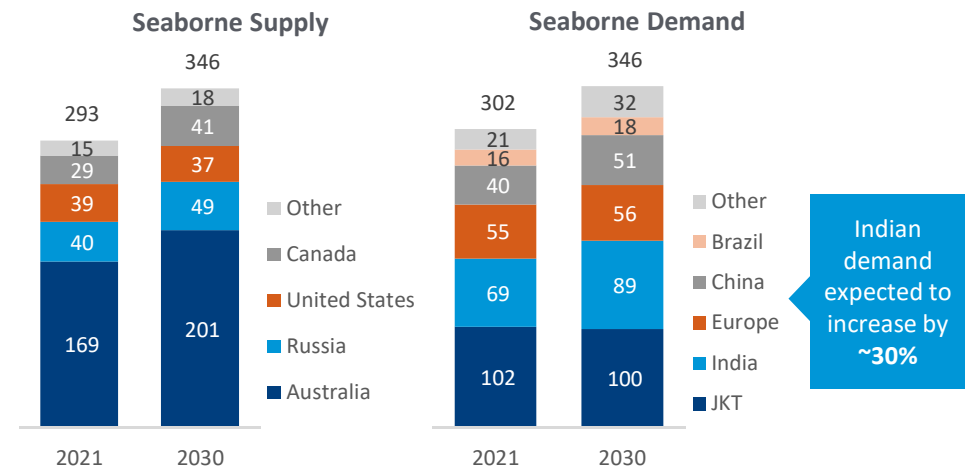 Seaborne Supply
293
15
29
39
40
169
2021
346
18
41
37
49
201
2030
Other
Canada
United States
Russia
Australia
Seaborne Demand
302
21
16
40
55
69
102
2021
346
32
18
51
56
89
100
2030
Other
Brazil
China
Europe
India
JKT
Indian
demand
expected to
increase by
~30%